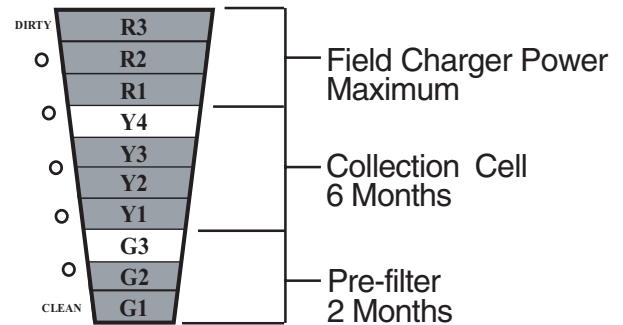 DIRTY
R3
R2
R1
Y4
Y3
Y2
Y1
G3
G2
G1
CLEAN
Field Charger Power
Maximum
Collection Cell
6 Months
Pre-filter
2 Months